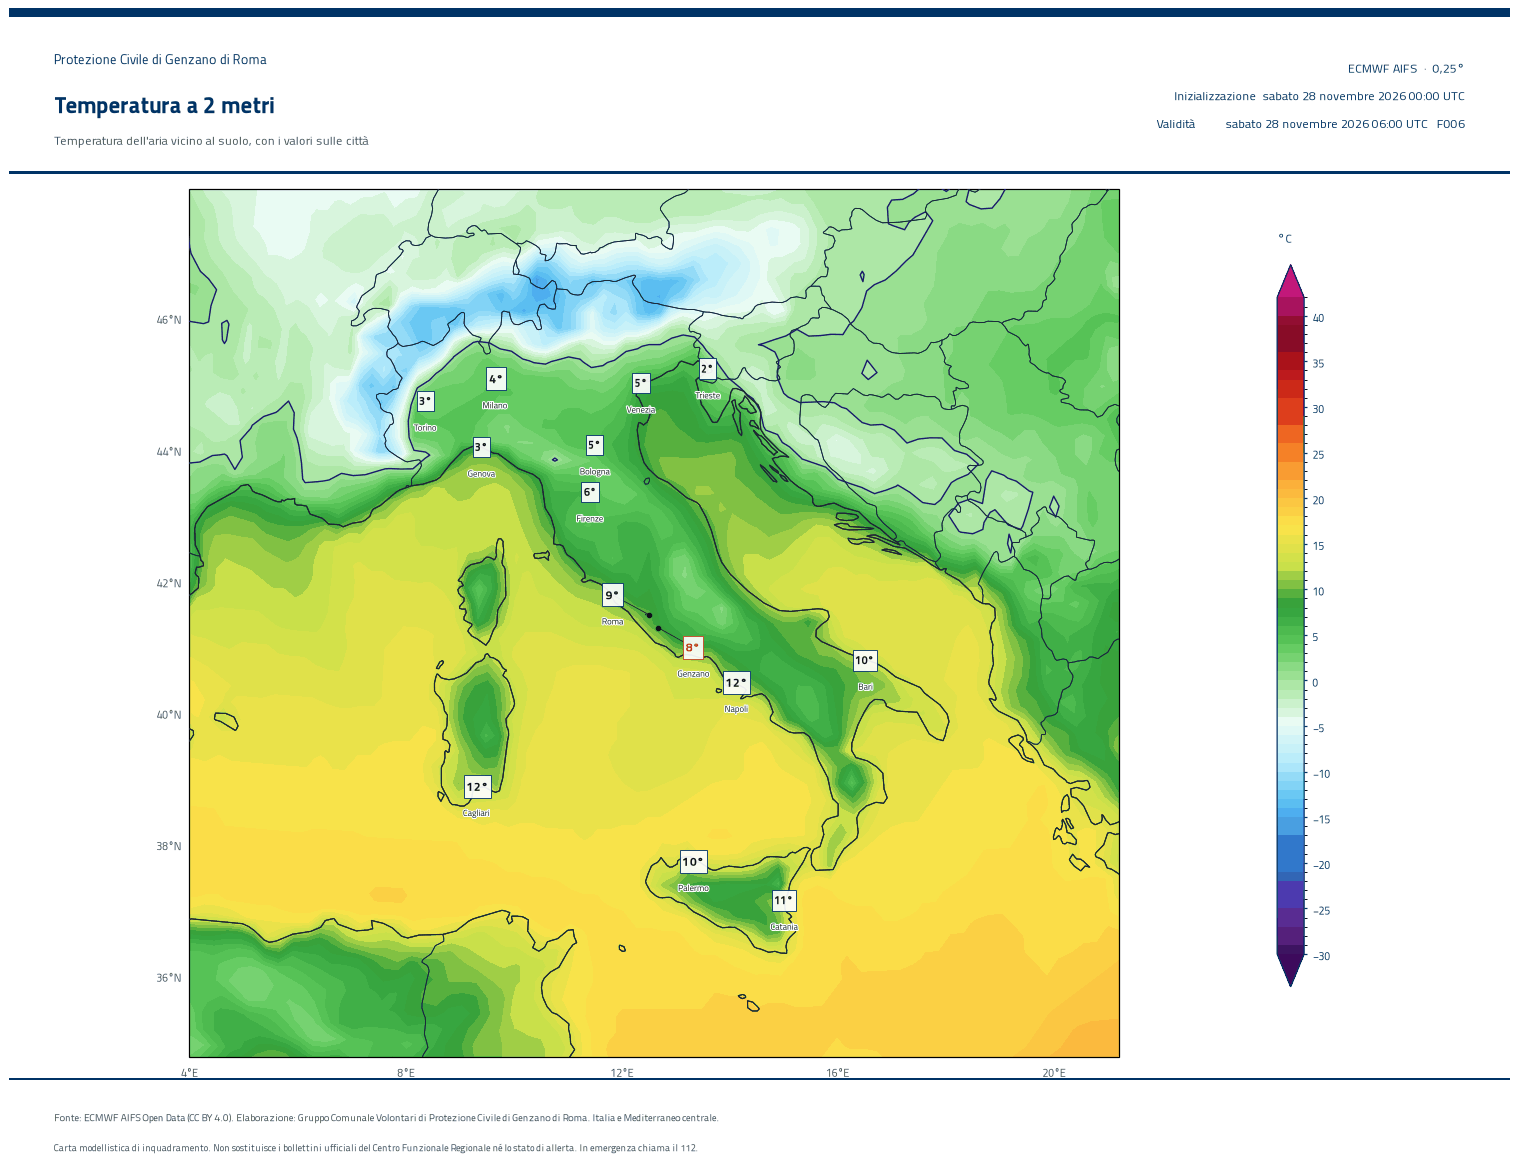 Protezione Civile di Genzano di Roma
Temperatura a 2 metri
Temperatura dell'aria vicino al suolo, con i valori sulle città
ECMWF AIFS · 0,25°
Inizializzazione sabato 28 novembre 2026 00:00 UTC
Validità sabato 28 novembre 2026 06:00 UTC F006
°C
46°N
44°N
42°N
40°N
38°N
36°N
4°E
8°E
12°E
16°E
20°E
3°
Torino
4°
Milano
5°
Venezia
2°
Trieste
3°
Genova
5°
Bologna
6°
Firenze
9°
Roma
8°
Genzano
12°
Napoli
10°
Bari
12°
Cagliari
10°
Palermo
11°
Catania
40
35
30
25
20
15
10
5
0
−5
−10
−15
−20
−25
−30
Fonte: ECMWF AIFS Open Data (CC BY 4.0). Elaborazione: Gruppo Comunale Volontari di Protezione Civile di Genzano di Roma. Italia e Mediterraneo centrale.
Carta modellistica di inquadramento. Non sostituisce i bollettini ufficiali del Centro Funzionale Regionale né lo stato di allerta. In emergenza chiama il 112.